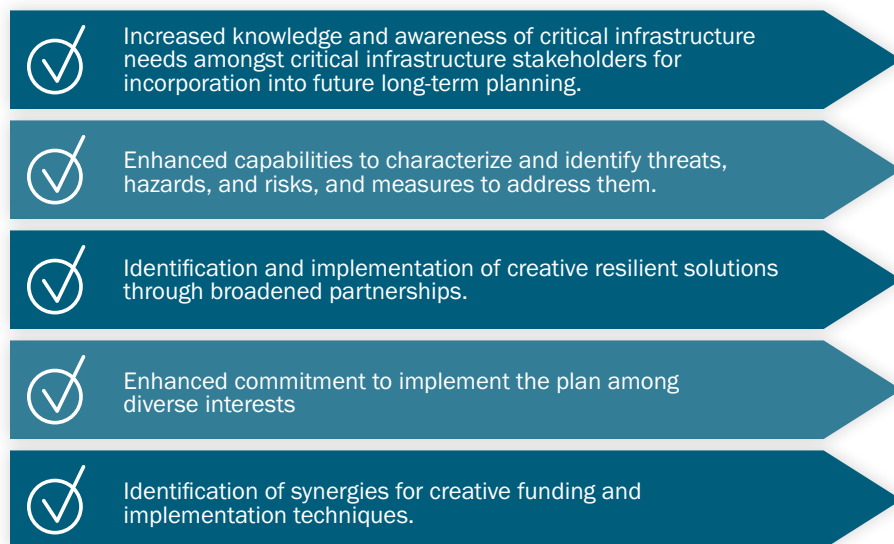 Increased knowledge and awareness of critical infrastructure
needs amongst critical infrastructure stakeholders for
incorporation into future long-term planning.
Enhanced capabilities to characterize and identify threats,
hazards, and risks, and measures to address them.
Identification and implementation of creative resilient solutions
through broadened partnerships.
Enhanced commitment to implement the plan among
diverse interests
Identification of synergies for creative funding and
implementation techniques.